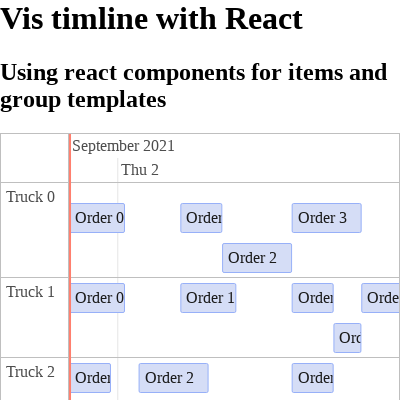 Vis timline with React
Using react components for items and
group templates
September 2021
Thu 2
Truck 0
Order 0
Order
Order 3
Order 2
Truck 1
Order 0
Order 1
Order
Orde
Ord
Truck 2
Order
Order 2
Order